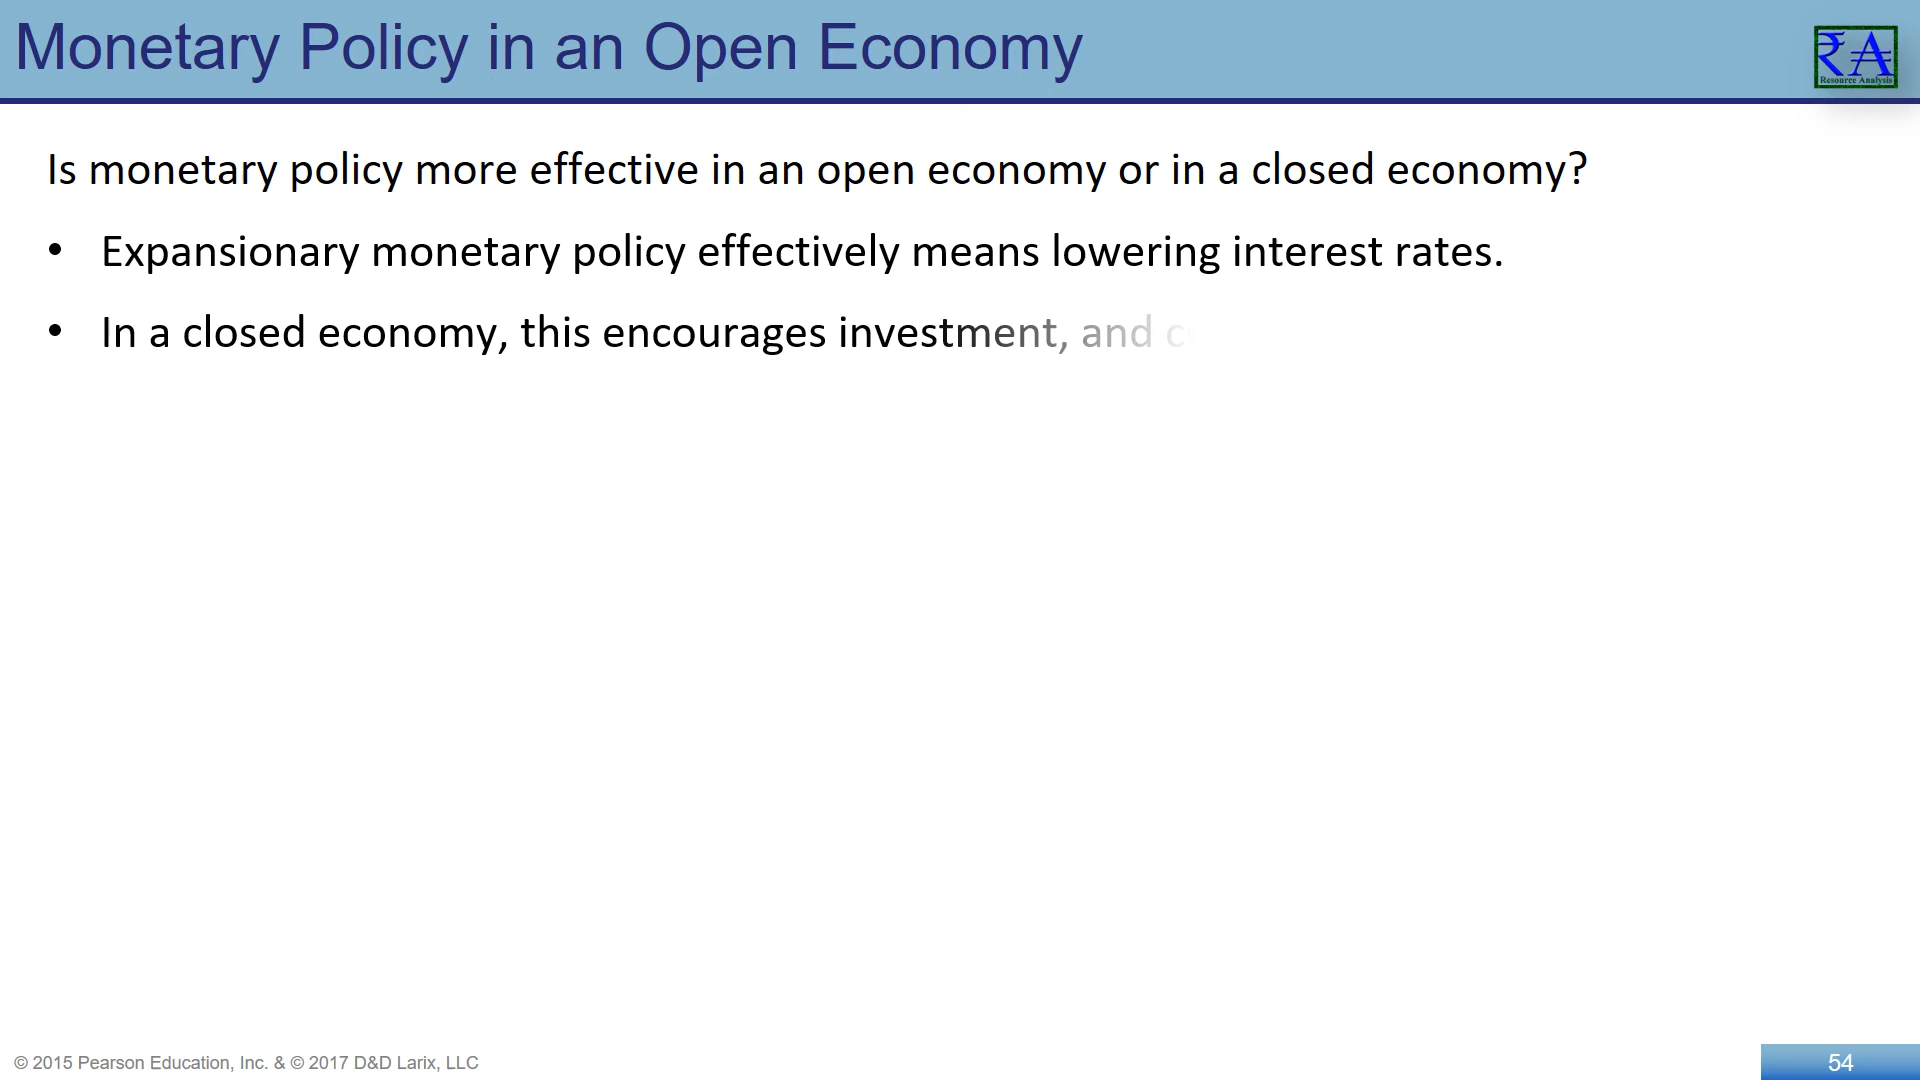 Monetary Policy in an Open Economy
₹A
Resource Analysis
Is monetary policy more effective in an open economy or in a closed economy?
• Expansionary monetary policy effectively means lowering interest rates.
• In a closed economy, this encourages investment, and
© 2015 Pearson Education, Inc. & © 2017 D&D Larix, LLC
54